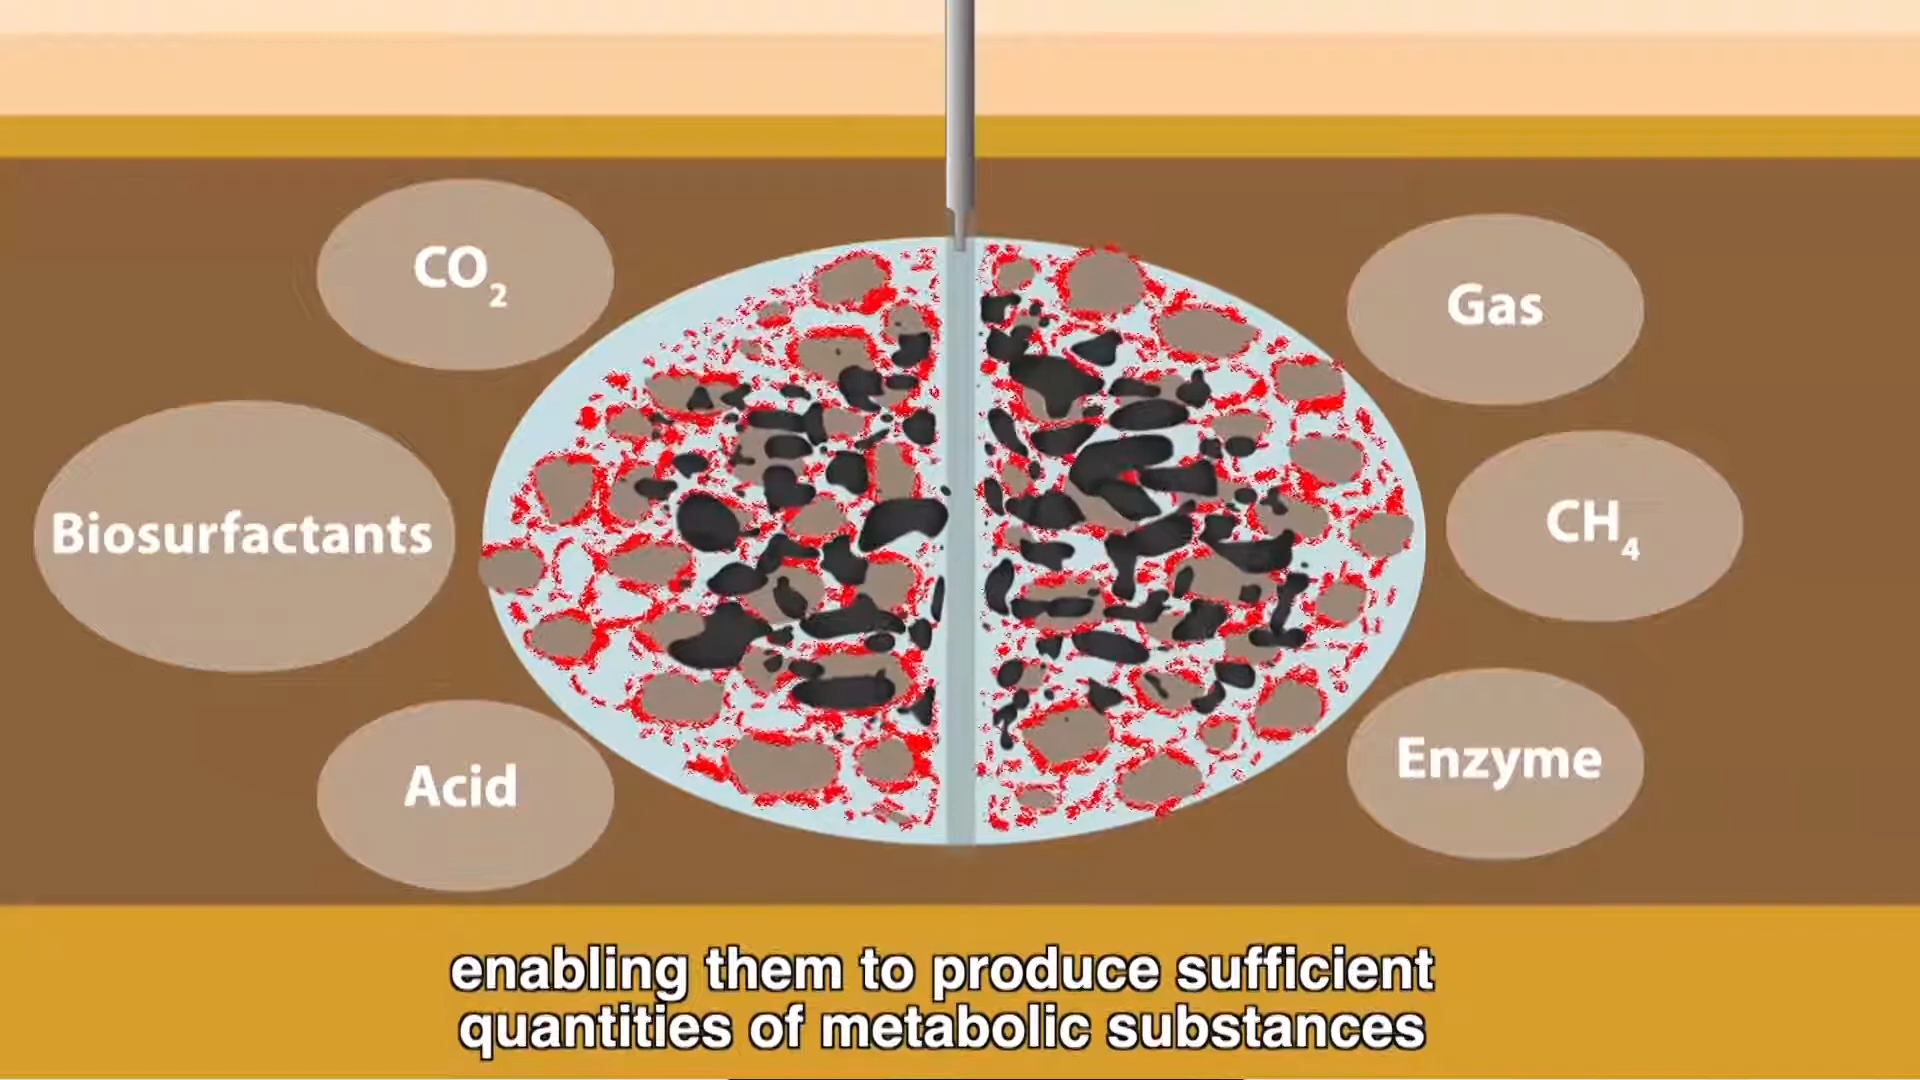 CO₂
Gas
Biosurfactants
CH₄
Acid
Enzyme
enabling them to produce sufficient
quantities of metabolic substances